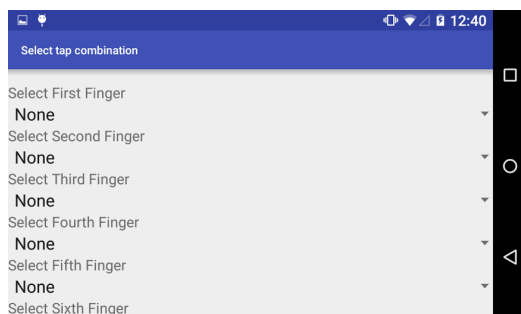 12:40
Select tap combination
Select First Finger
None
Select Second Finger
None
Select Third Finger
None
Select Fourth Finger
None
Select Fifth Finger
None
Select Sixth Finger